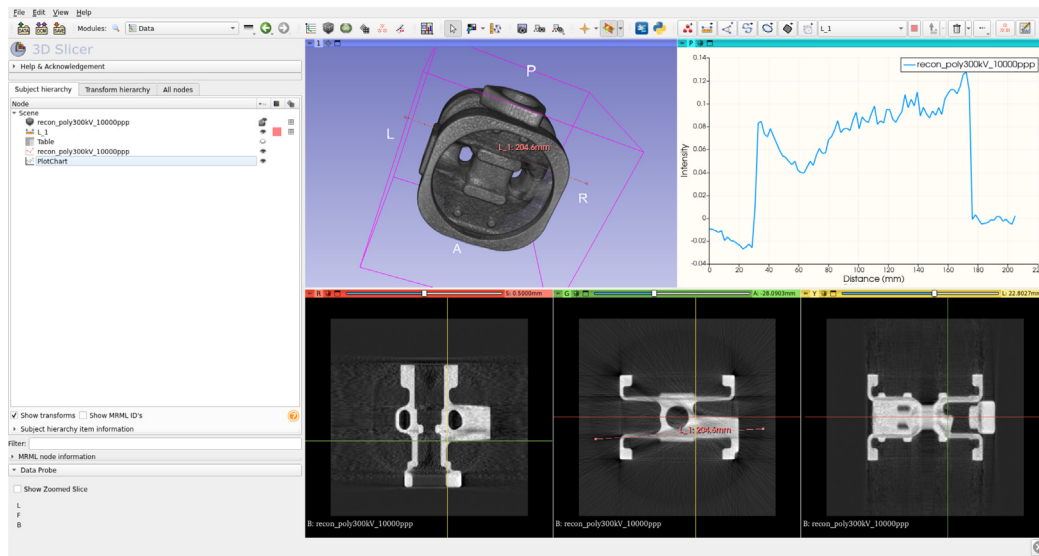 File Edit View Help
Modules: Data
L_1
3D Slicer
Help & Acknowledgement
Subject hierarchy Transform hierarchy All nodes
Node
Scene
recon_poly300kV_10000ppp
L_1
Table
recon_poly300kV_10000ppp
PlotChart
Show transforms Show MRML ID's
Subject hierarchy item information
Filter:
MRML node information
Data Probe
Show Zoomed Slice
L
F
B
1
P
L
L_1: 204.6mm
R
A
P
recon_poly300kV_10000ppp
0.14
0.12
0.1
0.08
0.06
0.04
0.02
0
-0.02
-0.04
Intensity
0 20 40 60 80 100 120 140 160 180 200
Distance (mm)
R S: 0.5000mm
B: recon_poly300kV_10000ppp
G A: -28.0903mm
L_1: 204.6mm
B: recon_poly300kV_10000ppp
Y L: 22.8027mm
B: recon_poly300kV_10000ppp